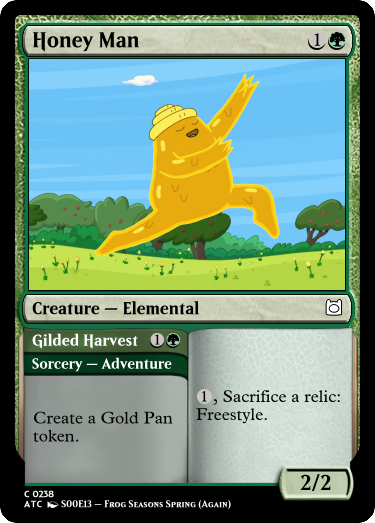 Honey Man 1
Creature — Elemental
Gilded Harvest 1
Sorcery — Adventure
Create a Gold Pan
token.
1, Sacrifice a relic:
Freestyle.
2/2
C 0238
ATC S00E13 – Frog Seasons Spring (Again)